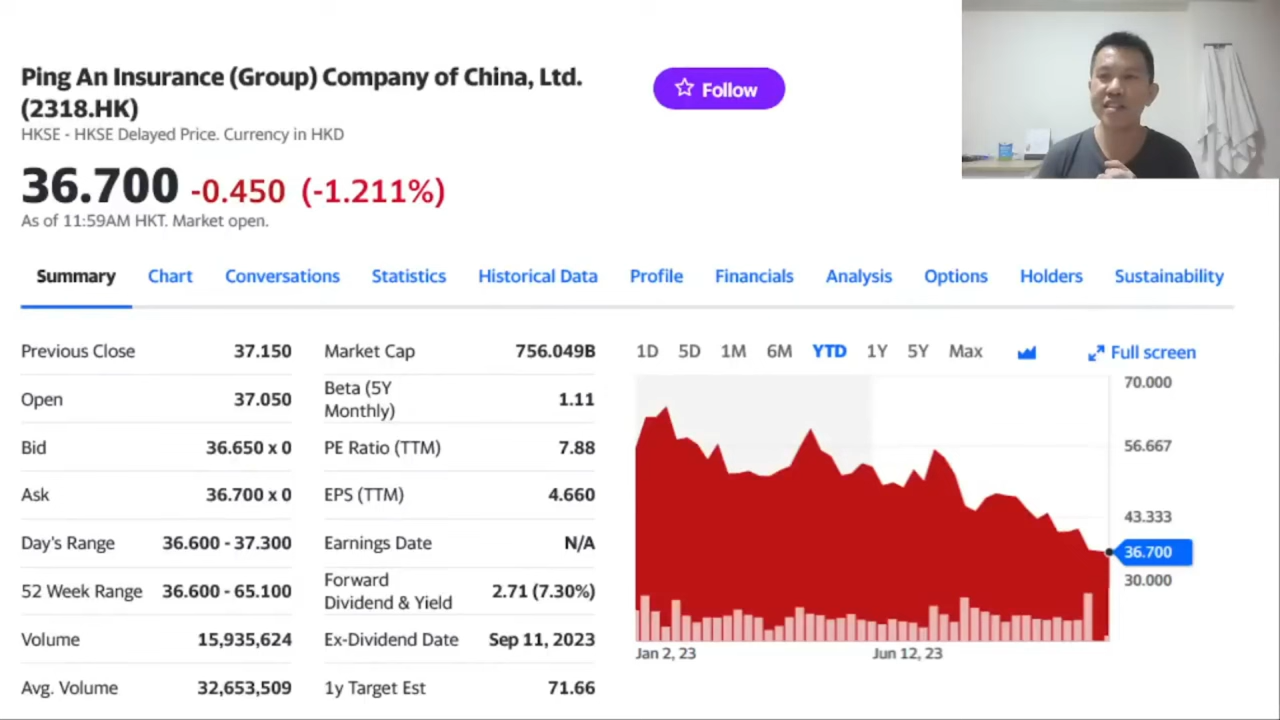 Ping An Insurance (Group) Company of China, Ltd.
(2318.HK)
Follow
HKSE - HKSE Delayed Price. Currency in HKD
36.700 -0.450 (-1.211%)
As of 11:59AM HKT. Market open.
Summary Chart Conversations Statistics Historical Data Profile Financials Analysis Options Holders Sustainability
Previous Close 37.150
Open 37.050
Bid 36.650 x 0
Ask 36.700 x 0
Day's Range 36.600 - 37.300
52 Week Range 36.600 - 65.100
Volume 15,935,624
Avg. Volume 32,653,509
Market Cap 756.049B
Beta (5Y
Monthly) 1.11
PE Ratio (TTM) 7.88
EPS (TTM) 4.660
Earnings Date N/A
Forward
Dividend & Yield 2.71 (7.30%)
Ex-Dividend Date Sep 11, 2023
1y Target Est 71.66
1D 5D 1M 6M YTD 1Y 5Y Max Full screen
70.000
56.667
43.333
36.700
30.000
Jan 2, 23 Jun 12, 23